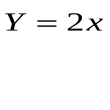 Y = 2x